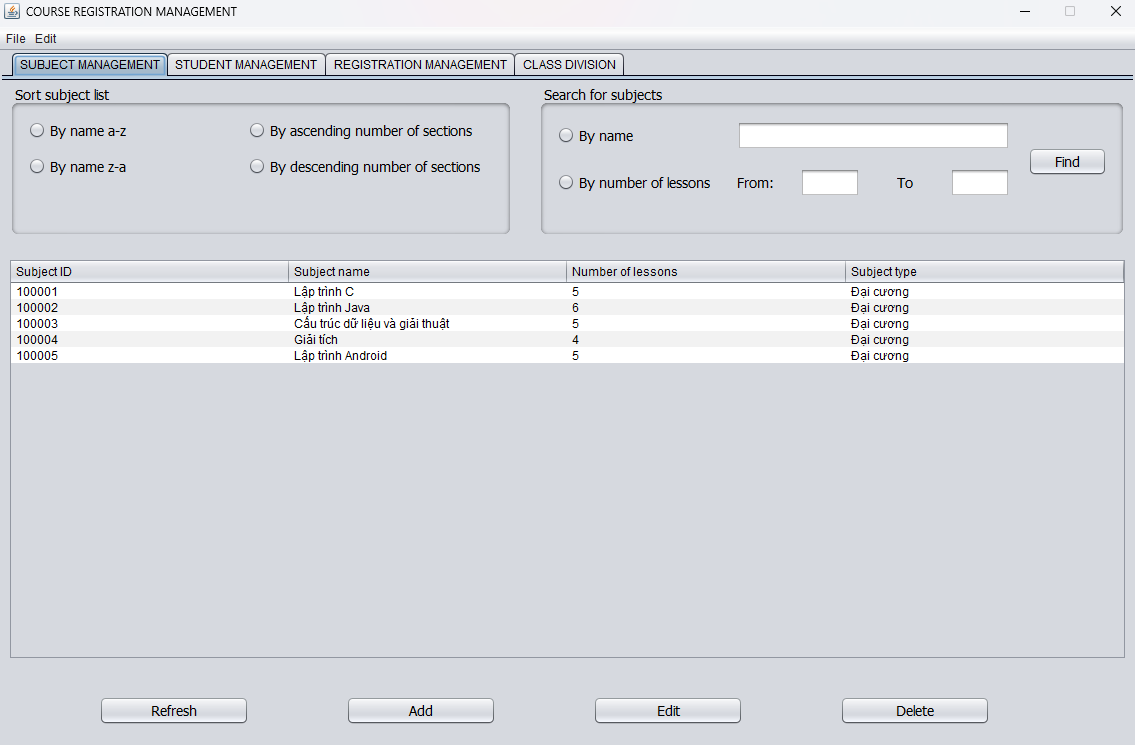 COURSE REGISTRATION MANAGEMENT
File Edit
SUBJECT MANAGEMENT STUDENT MANAGEMENT REGISTRATION MANAGEMENT CLASS DIVISION
Sort subject list
By name a-z By ascending number of sections
By name z-a By descending number of sections
Search for subjects
By name
Find
By number of lessons From: To
Subject ID Subject name Number of lessons Subject type
100001 Lập trình C 5 Đại cương
100002 Lập trình Java 6 Đại cương
100003 Cấu trúc dữ liệu và giải thuật 5 Đại cương
100004 Giải tích 4 Đại cương
100005 Lập trình Android 5 Đại cương
Refresh Add Edit Delete